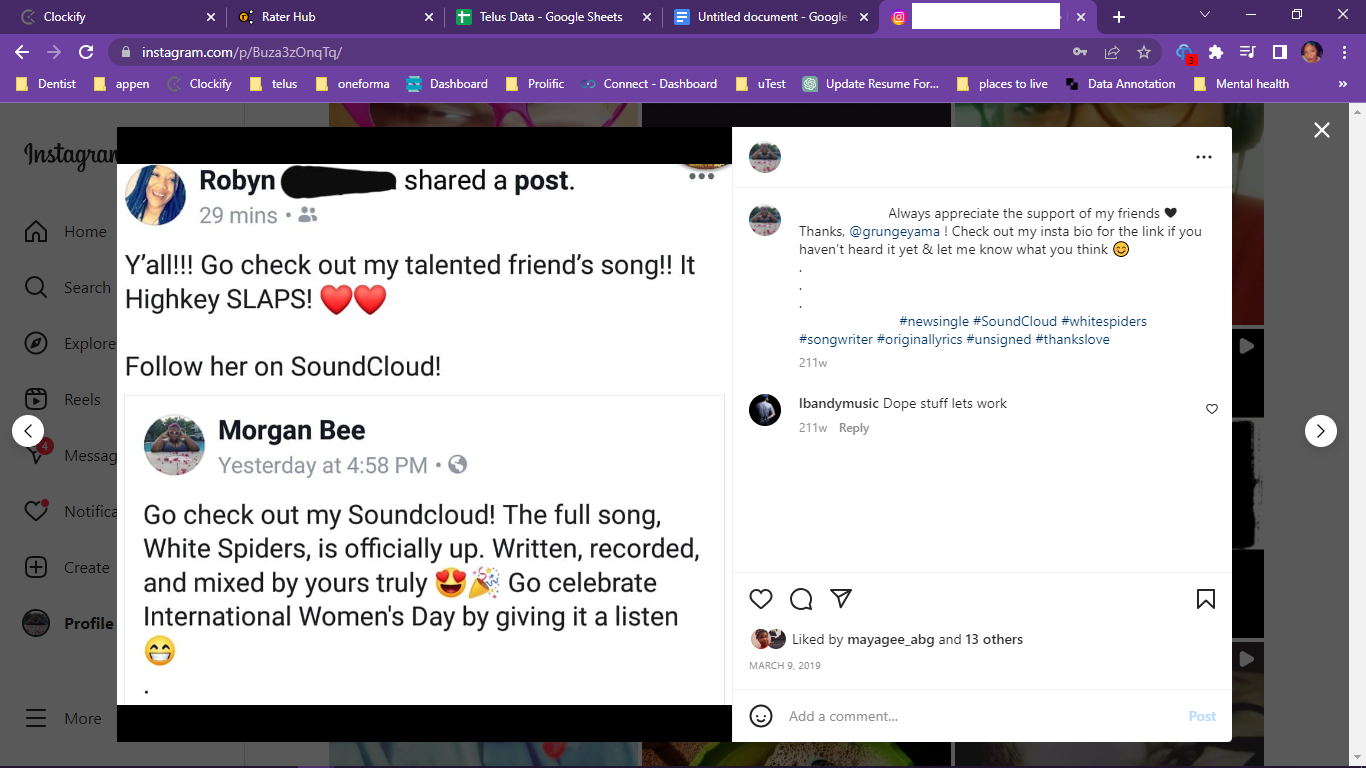 Clockify
Rater Hub
Telus Data - Google Sheets
Untitled document - Google
instagram.com/p/Buza3zOnqTq/
3
Dentist
appen
Clockify
telus
oneforma
Dashboard
Prolific
Connect - Dashboard
uTest
Update Resume For...
places to live
Data Annotation
Mental health
»
Instagram
Home
Search
Explore
Reels
4
Messag
Notifica
Create
Profile
More
Robyn shared a post.
29 mins •
Y'all!!! Go check out my talented friend's song!! It
Highkey SLAPS! ❤️❤️
Follow her on SoundCloud!
Morgan Bee
Yesterday at 4:58 PM •
Go check out my Soundcloud! The full song,
White Spiders, is officially up. Written, recorded,
and mixed by yours truly 😍🎉 Go celebrate
International Women's Day by giving it a listen
😁
.
Always appreciate the support of my friends 🖤
Thanks, @grungeyama ! Check out my insta bio for the link if you
haven't heard it yet & let me know what you think 😊
.
.
.
#newsingle #SoundCloud #whitespiders
#songwriter #originallyrics #unsigned #thankslove
211w
lbandymusic Dope stuff lets work
211w Reply
Liked by mayagee_abg and 13 others
MARCH 9, 2019
Add a comment...
Post